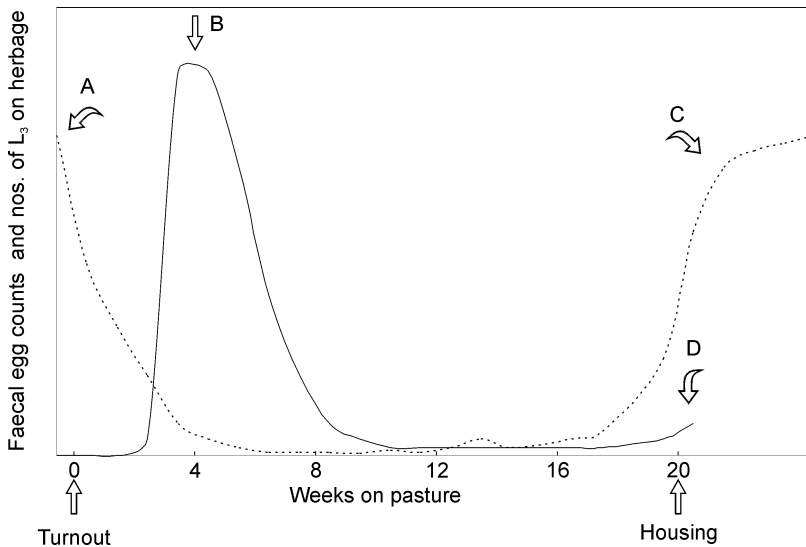 Faecal egg counts and nos. of L₃ on herbage
A
B
C
D
0 4 8 12 16 20
Weeks on pasture
Turnout
Housing